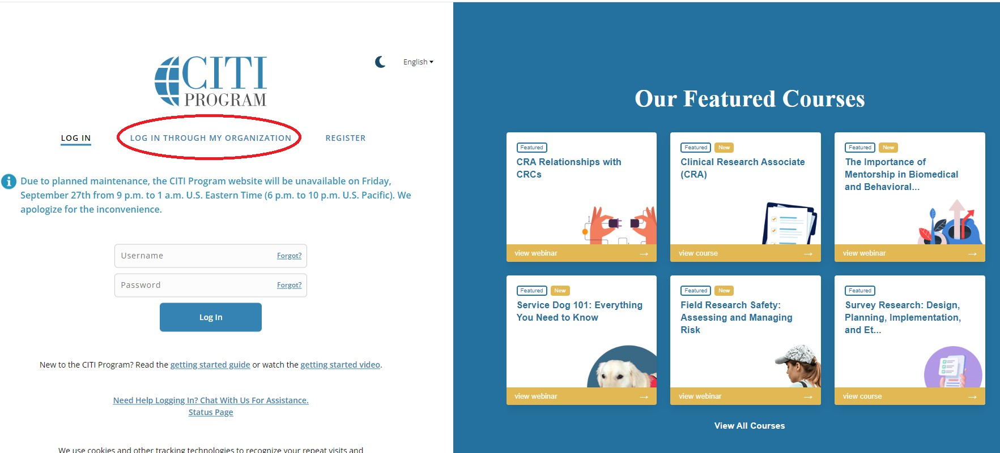 CITI
PROGRAM
English
LOG IN
LOG IN THROUGH MY ORGANIZATION
REGISTER
Due to planned maintenance, the CITI Program website will be unavailable on Friday,
September 27th from 9 p.m. to 1 a.m. U.S. Eastern Time (6 p.m. to 10 p.m. U.S. Pacific). We
apologize for the inconvenience.
Username
Forgot?
Password
Forgot?
Log In
New to the CITI Program? Read the getting started guide or watch the getting started video.
Need Help Logging In? Chat With Us For Assistance.
Status Page
We use cookies and other tracking technologies to recognize your repeat visits and
Our Featured Courses
Featured
CRA Relationships with
CRCs
view webinar →
Featured New
Clinical Research Associate
(CRA)
view course →
Featured New
The Importance of
Mentorship in Biomedical
and Behavioral...
view webinar →
Featured New
Service Dog 101: Everything
You Need to Know
view webinar →
Featured New
Field Research Safety:
Assessing and Managing
Risk
view webinar →
Featured
Survey Research: Design,
Planning, Implementation,
and Et...
view course →
View All Courses